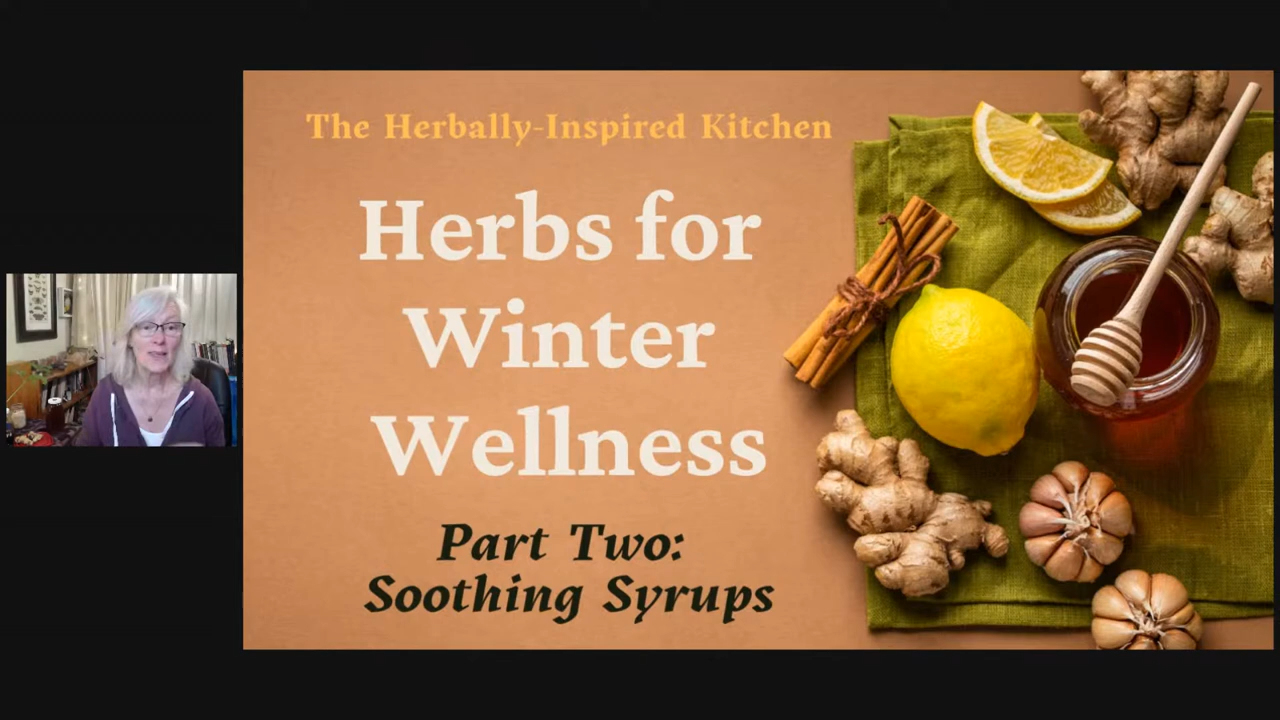 The Herbally-Inspired Kitchen
Herbs for
Winter
Wellness
Part Two:
Soothing Syrups